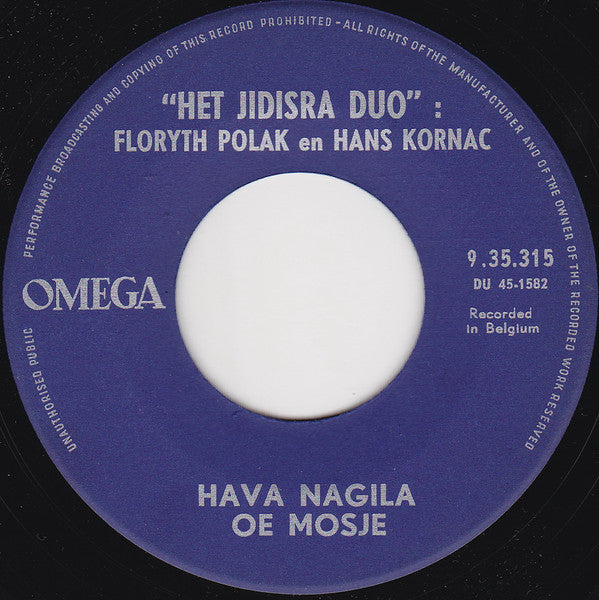 UNAUTHORISED PUBLIC PERFORMANCE BROADCASTING AND COPYING OF THIS RECORD PROHIBITED - ALL RIGHTS OF THE MANUFACTURER AND OF THE OWNER OF THE RECORDED WORK RESERVED
"HET JIDISRA DUO" :
FLORYTH POLAK en HANS KORNAC
OMEGA
9.35.315
DU 45-1582
Recorded
in Belgium
HAVA NAGILA
OE MOSJE